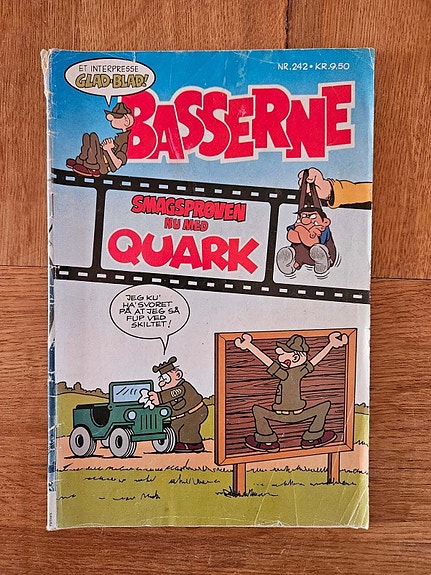 ET INTERPRESSE
GLAD-BLAD!
NR. 242 • KR. 9.50
BASSERNE
SMAGSPRØVEN
NU MED
QUARK
JEG KU'
HA' SVORET
PÅ AT JEG SÅ
FUP VED
SKILTET!